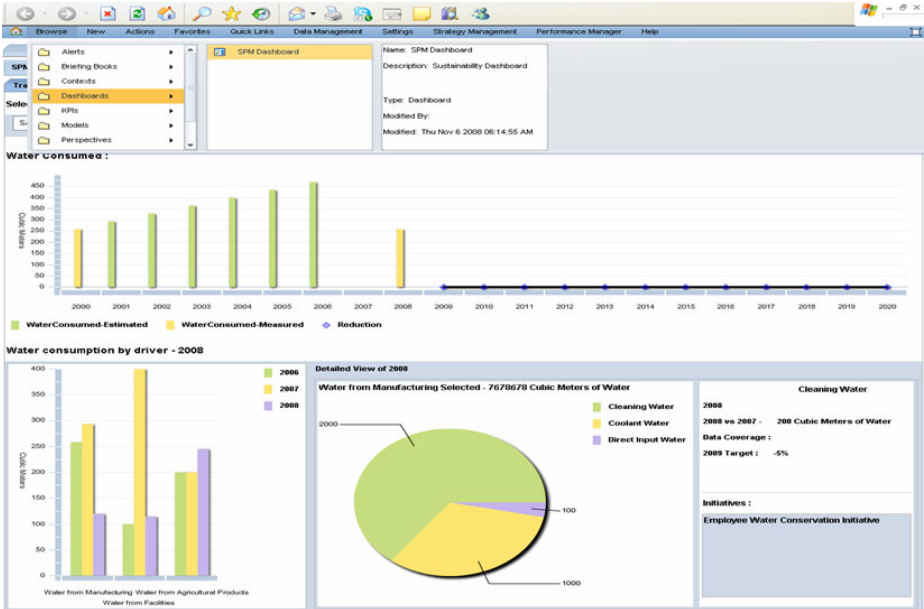 Browse New Actions Favorites Quick Links Data Management Settings Strategy Management Performance Manager Help
Alerts
Briefing Books
Contexts
Dashboards
KPIs
Models
Perspectives
SPM Dashboard
Name: SPM Dashboard
Description: Sustainability Dashboard
Type: Dashboard
Modified By:
Modified: Thu Nov 6 2008 06:14:55 AM
SPM
Tra
Selec
Water Consumed :
450
400
350
300
250
200
150
100
50
0
Cubic Meters
2000 2001 2002 2003 2004 2005 2006 2007 2008 2009 2010 2011 2012 2013 2014 2015 2016 2017 2018 2019 2020
WaterConsumed-Estimated WaterConsumed-Measured Reduction
Water consumption by driver - 2008
400
350
300
250
200
150
100
50
0
Cubic Meters
2006
2007
2008
Water from Manufacturing Water from Agricultural Products
Water from Facilities
Detailed View of 2008
Water from Manufacturing Selected - 7678678 Cubic Meters of Water
Cleaning Water
Coolant Water
Direct Input Water
2000
100
1000
Cleaning Water
2008
2008 vs 2007 - 200 Cubic Meters of Water
Data Coverage :
2009 Target : -5%
Initiatives :
Employee Water Conservation Initiative